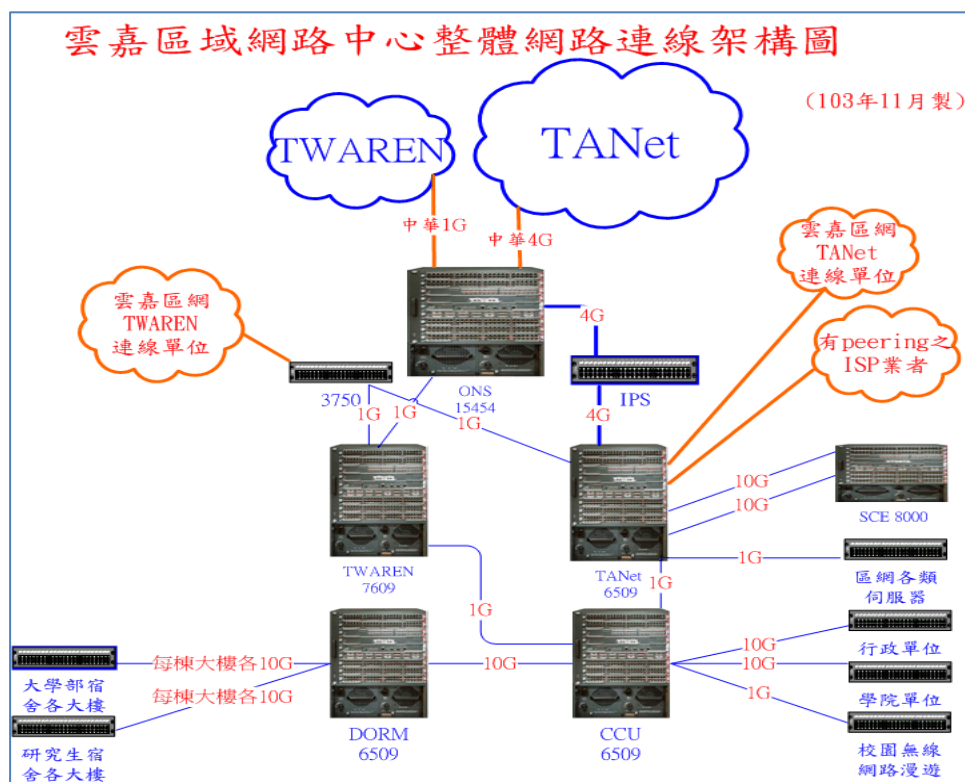 雲嘉區域網路中心整體網路連線架構圖
(103年11月製)
TWAREN
TANet
中華1G
中華4G
雲嘉區網
TANet
連線單位
雲嘉區網
TWAREN
連線單位
有peering之
ISP業者
4G
3750
ONS
15454
IPS
1G
1G
1G
4G
10G
10G
SCE 8000
TWAREN
7609
TANet
6509
1G
區網各類
伺服器
1G
1G
行政單位
10G
每棟大樓各10G
10G
10G
學院單位
大學部宿
舍各大樓
每棟大樓各10G
1G
DORM
6509
CCU
6509
校園無線
網路漫遊
研究生宿
舍各大樓